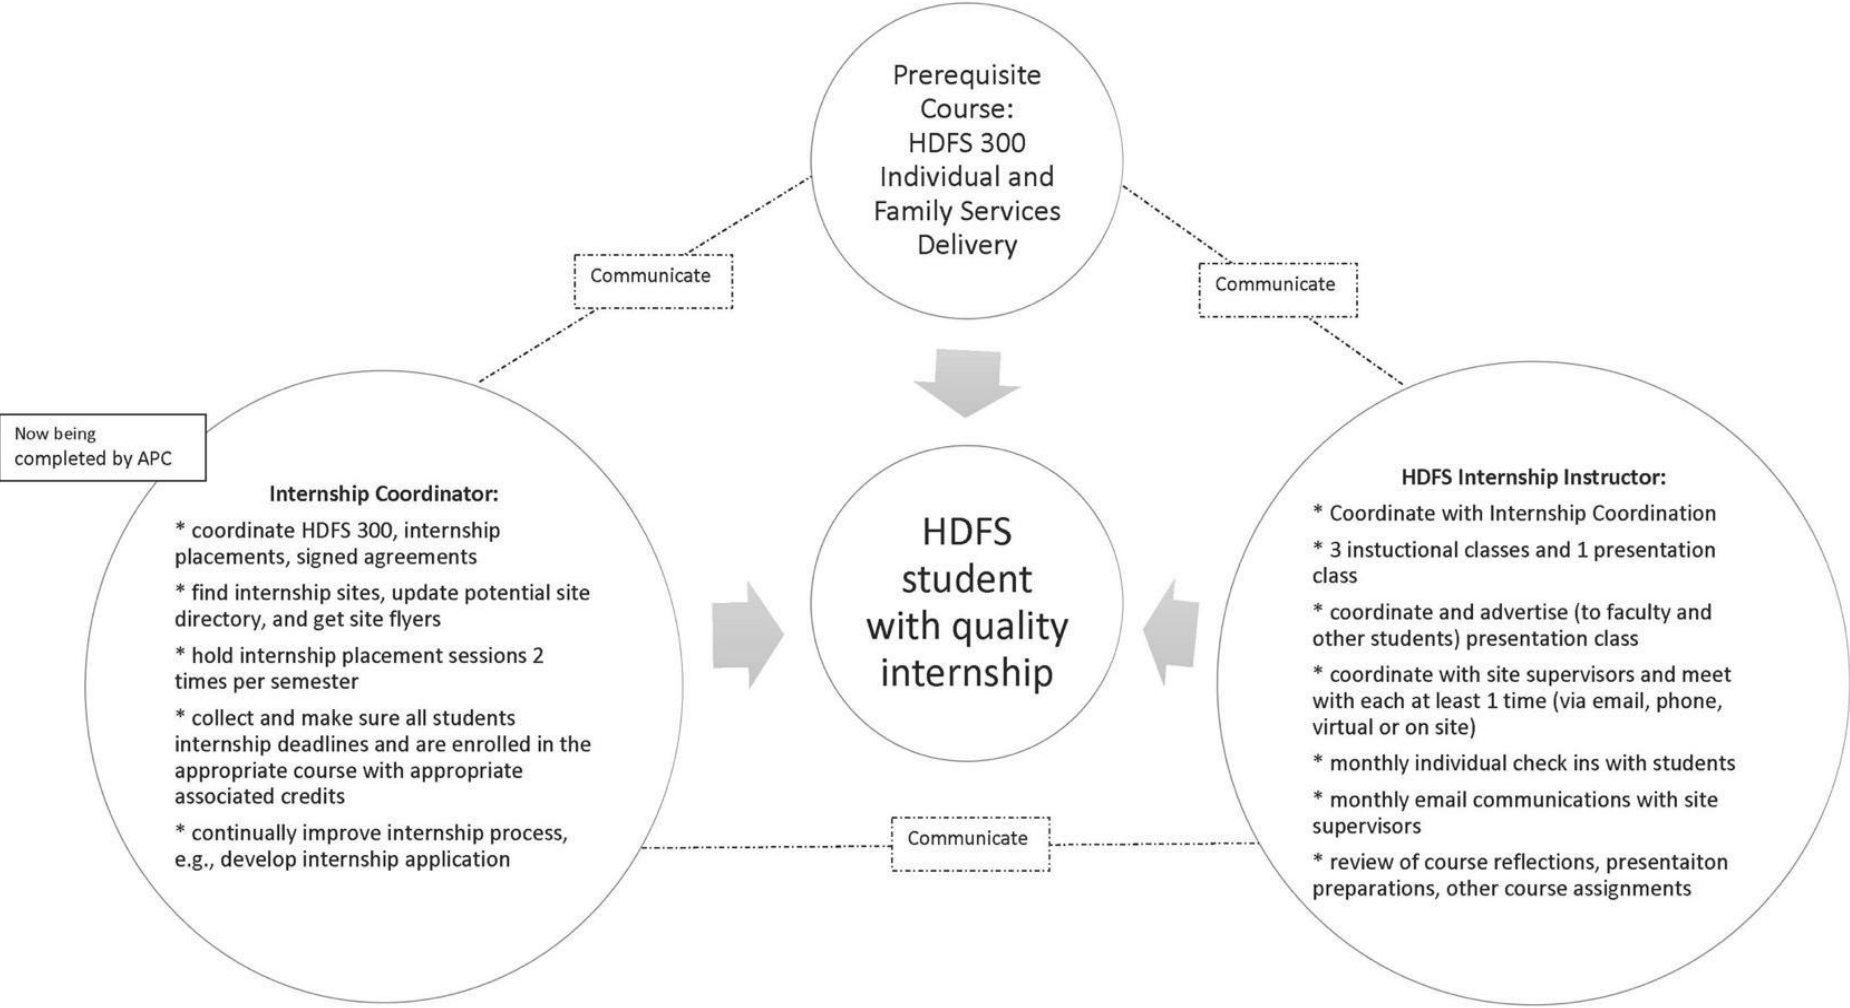 Prerequisite
Course:
HDFS 300
Individual and
Family Services
Delivery
Communicate
Communicate
Now being
completed by APC
Internship Coordinator:
* coordinate HDFS 300, internship
placements, signed agreements
* find internship sites, update potential site
directory, and get site flyers
* hold internship placement sessions 2
times per semester
* collect and make sure all students
internship deadlines and are enrolled in the
appropriate course with appropriate
associated credits
* continually improve internship process,
e.g., develop internship application
HDFS
student
with quality
internship
HDFS Internship Instructor:
* Coordinate with Internship Coordination
* 3 instuctional classes and 1 presentation
class
* coordinate and advertise (to faculty and
other students) presentation class
* coordinate with site supervisors and meet
with each at least 1 time (via email, phone,
virtual or on site)
* monthly individual check ins with students
* monthly email communications with site
supervisors
* review of course reflections, presentaiton
preparations, other course assignments
Communicate